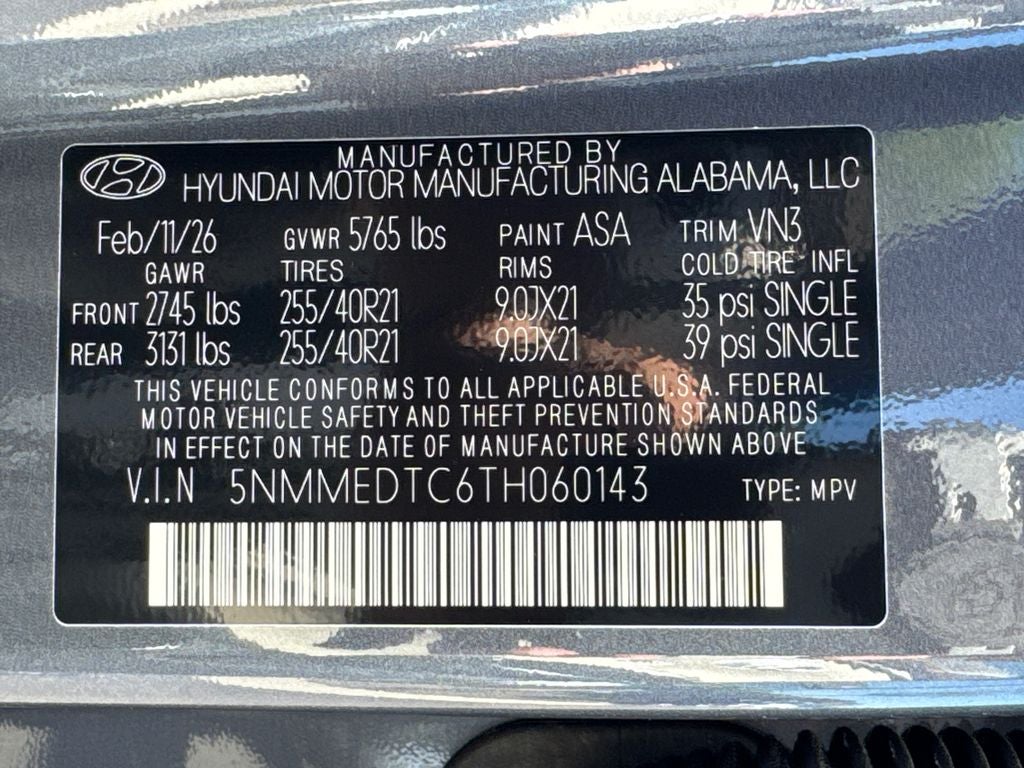 MANUFACTURED BY
HYUNDAI MOTOR MANUFACTURING ALABAMA, LLC
Feb/11/26 GVWR 5765 lbs PAINT ASA TRIM VN3
GAWR TIRES RIMS COLD TIRE INFL
FRONT 2745 lbs 255/40R21 9.0JX21 35 psi SINGLE
REAR 3131 lbs 255/40R21 9.0JX21 39 psi SINGLE
THIS VEHICLE CONFORMS TO ALL APPLICABLE U.S.A. FEDERAL
MOTOR VEHICLE SAFETY AND THEFT PREVENTION STANDARDS
IN EFFECT ON THE DATE OF MANUFACTURE SHOWN ABOVE
V.I.N 5NMMEDTC6TH060143 TYPE: MPV